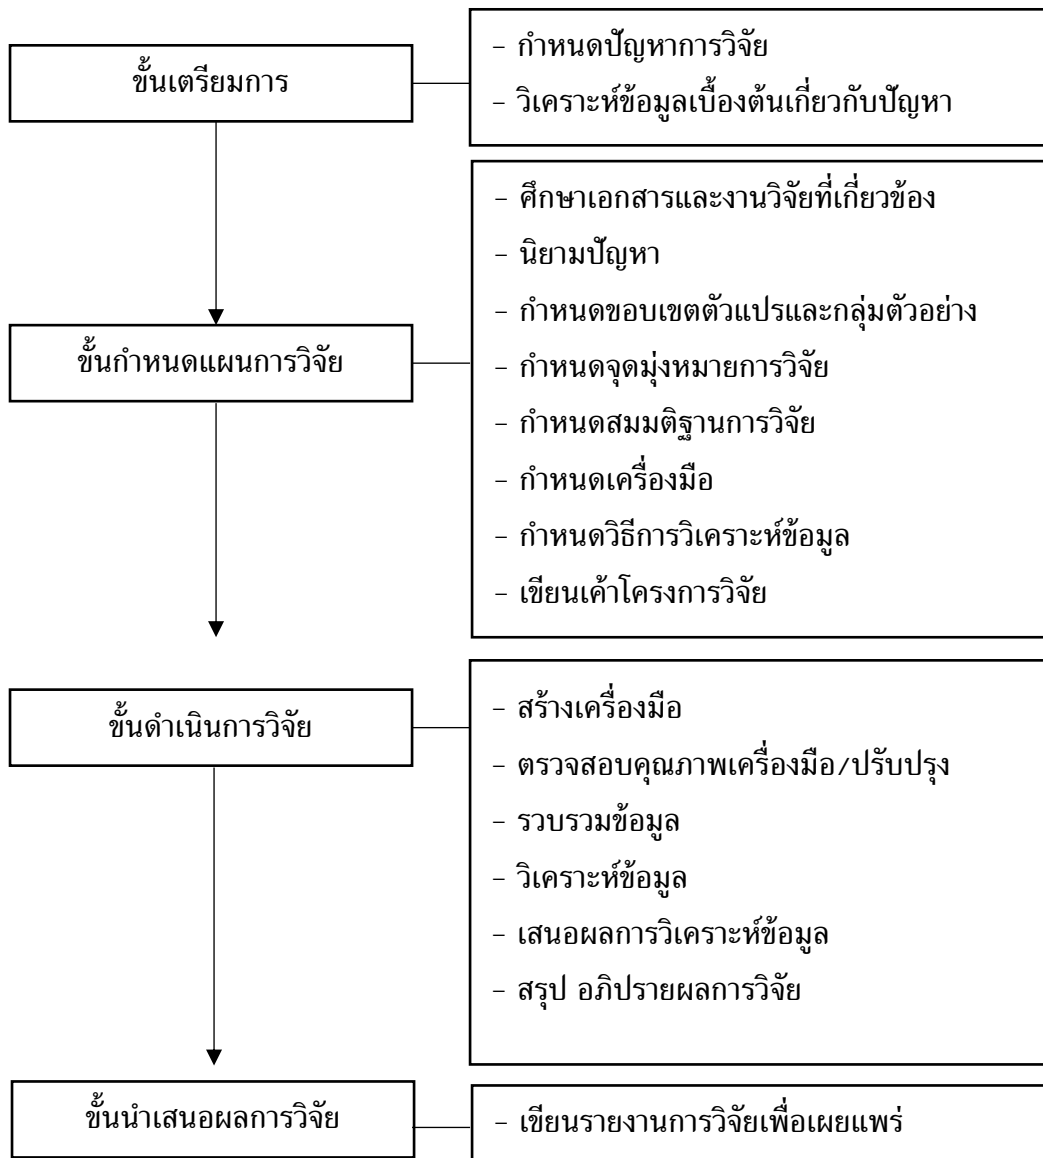 ขั้นเตรียมการ
- กำหนดปัญหาการวิจัย
- วิเคราะห์ข้อมูลเบื้องต้นเกี่ยวกับปัญหา
ขั้นกำหนดแผนการวิจัย
- ศึกษาเอกสารและงานวิจัยที่เกี่ยวข้อง
- นิยามปัญหา
- กำหนดขอบเขตตัวแปรและกลุ่มตัวอย่าง
- กำหนดจุดมุ่งหมายการวิจัย
- กำหนดสมมติฐานการวิจัย
- กำหนดเครื่องมือ
- กำหนดวิธีการวิเคราะห์ข้อมูล
- เขียนเค้าโครงการวิจัย
ขั้นดำเนินการวิจัย
- สร้างเครื่องมือ
- ตรวจสอบคุณภาพเครื่องมือ/ปรับปรุง
- รวบรวมข้อมูล
- วิเคราะห์ข้อมูล
- เสนอผลการวิเคราะห์ข้อมูล
- สรุป อภิปรายผลการวิจัย
ขั้นนำเสนอผลการวิจัย
- เขียนรายงานการวิจัยเพื่อเผยแพร่